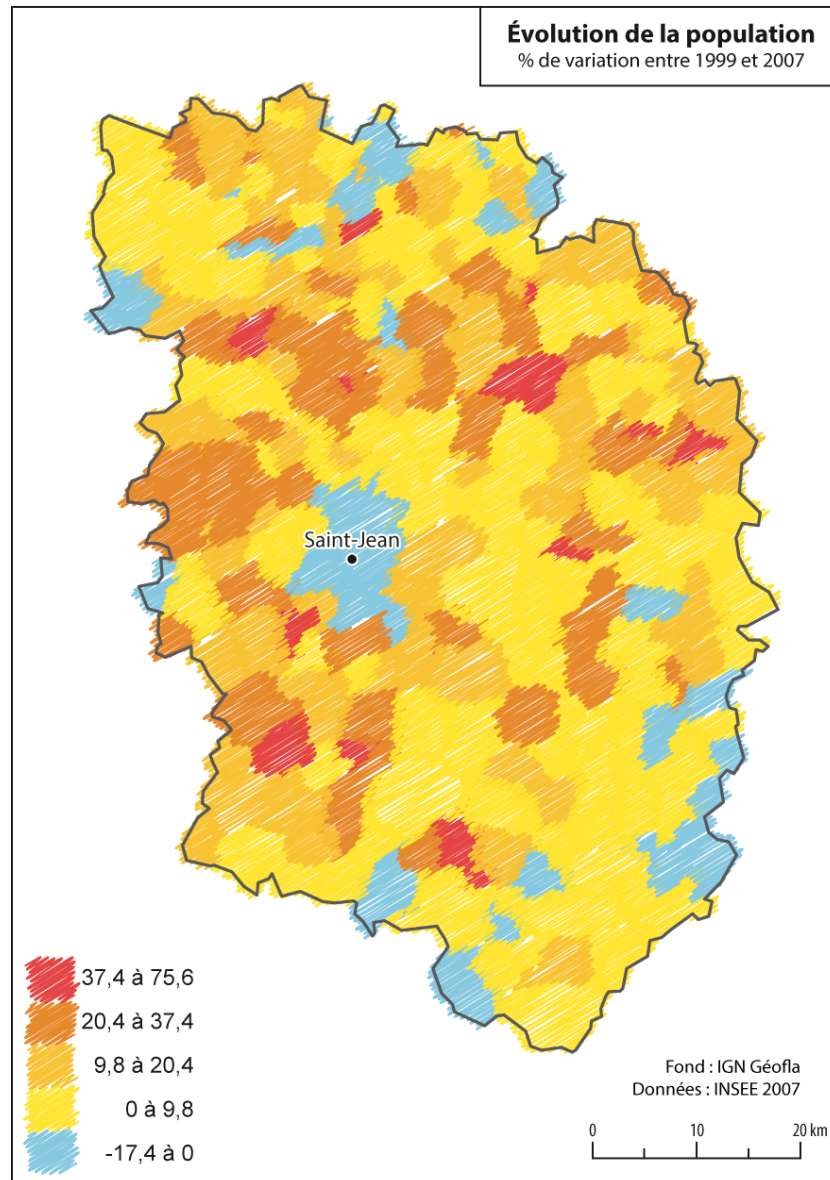 Évolution de la population
% de variation entre 1999 et 2007
Saint-Jean
37,4 à 75,6
20,4 à 37,4
9,8 à 20,4
0 à 9,8
-17,4 à 0
Fond : IGN Géofla
Données : INSEE 2007
0 10 20 km